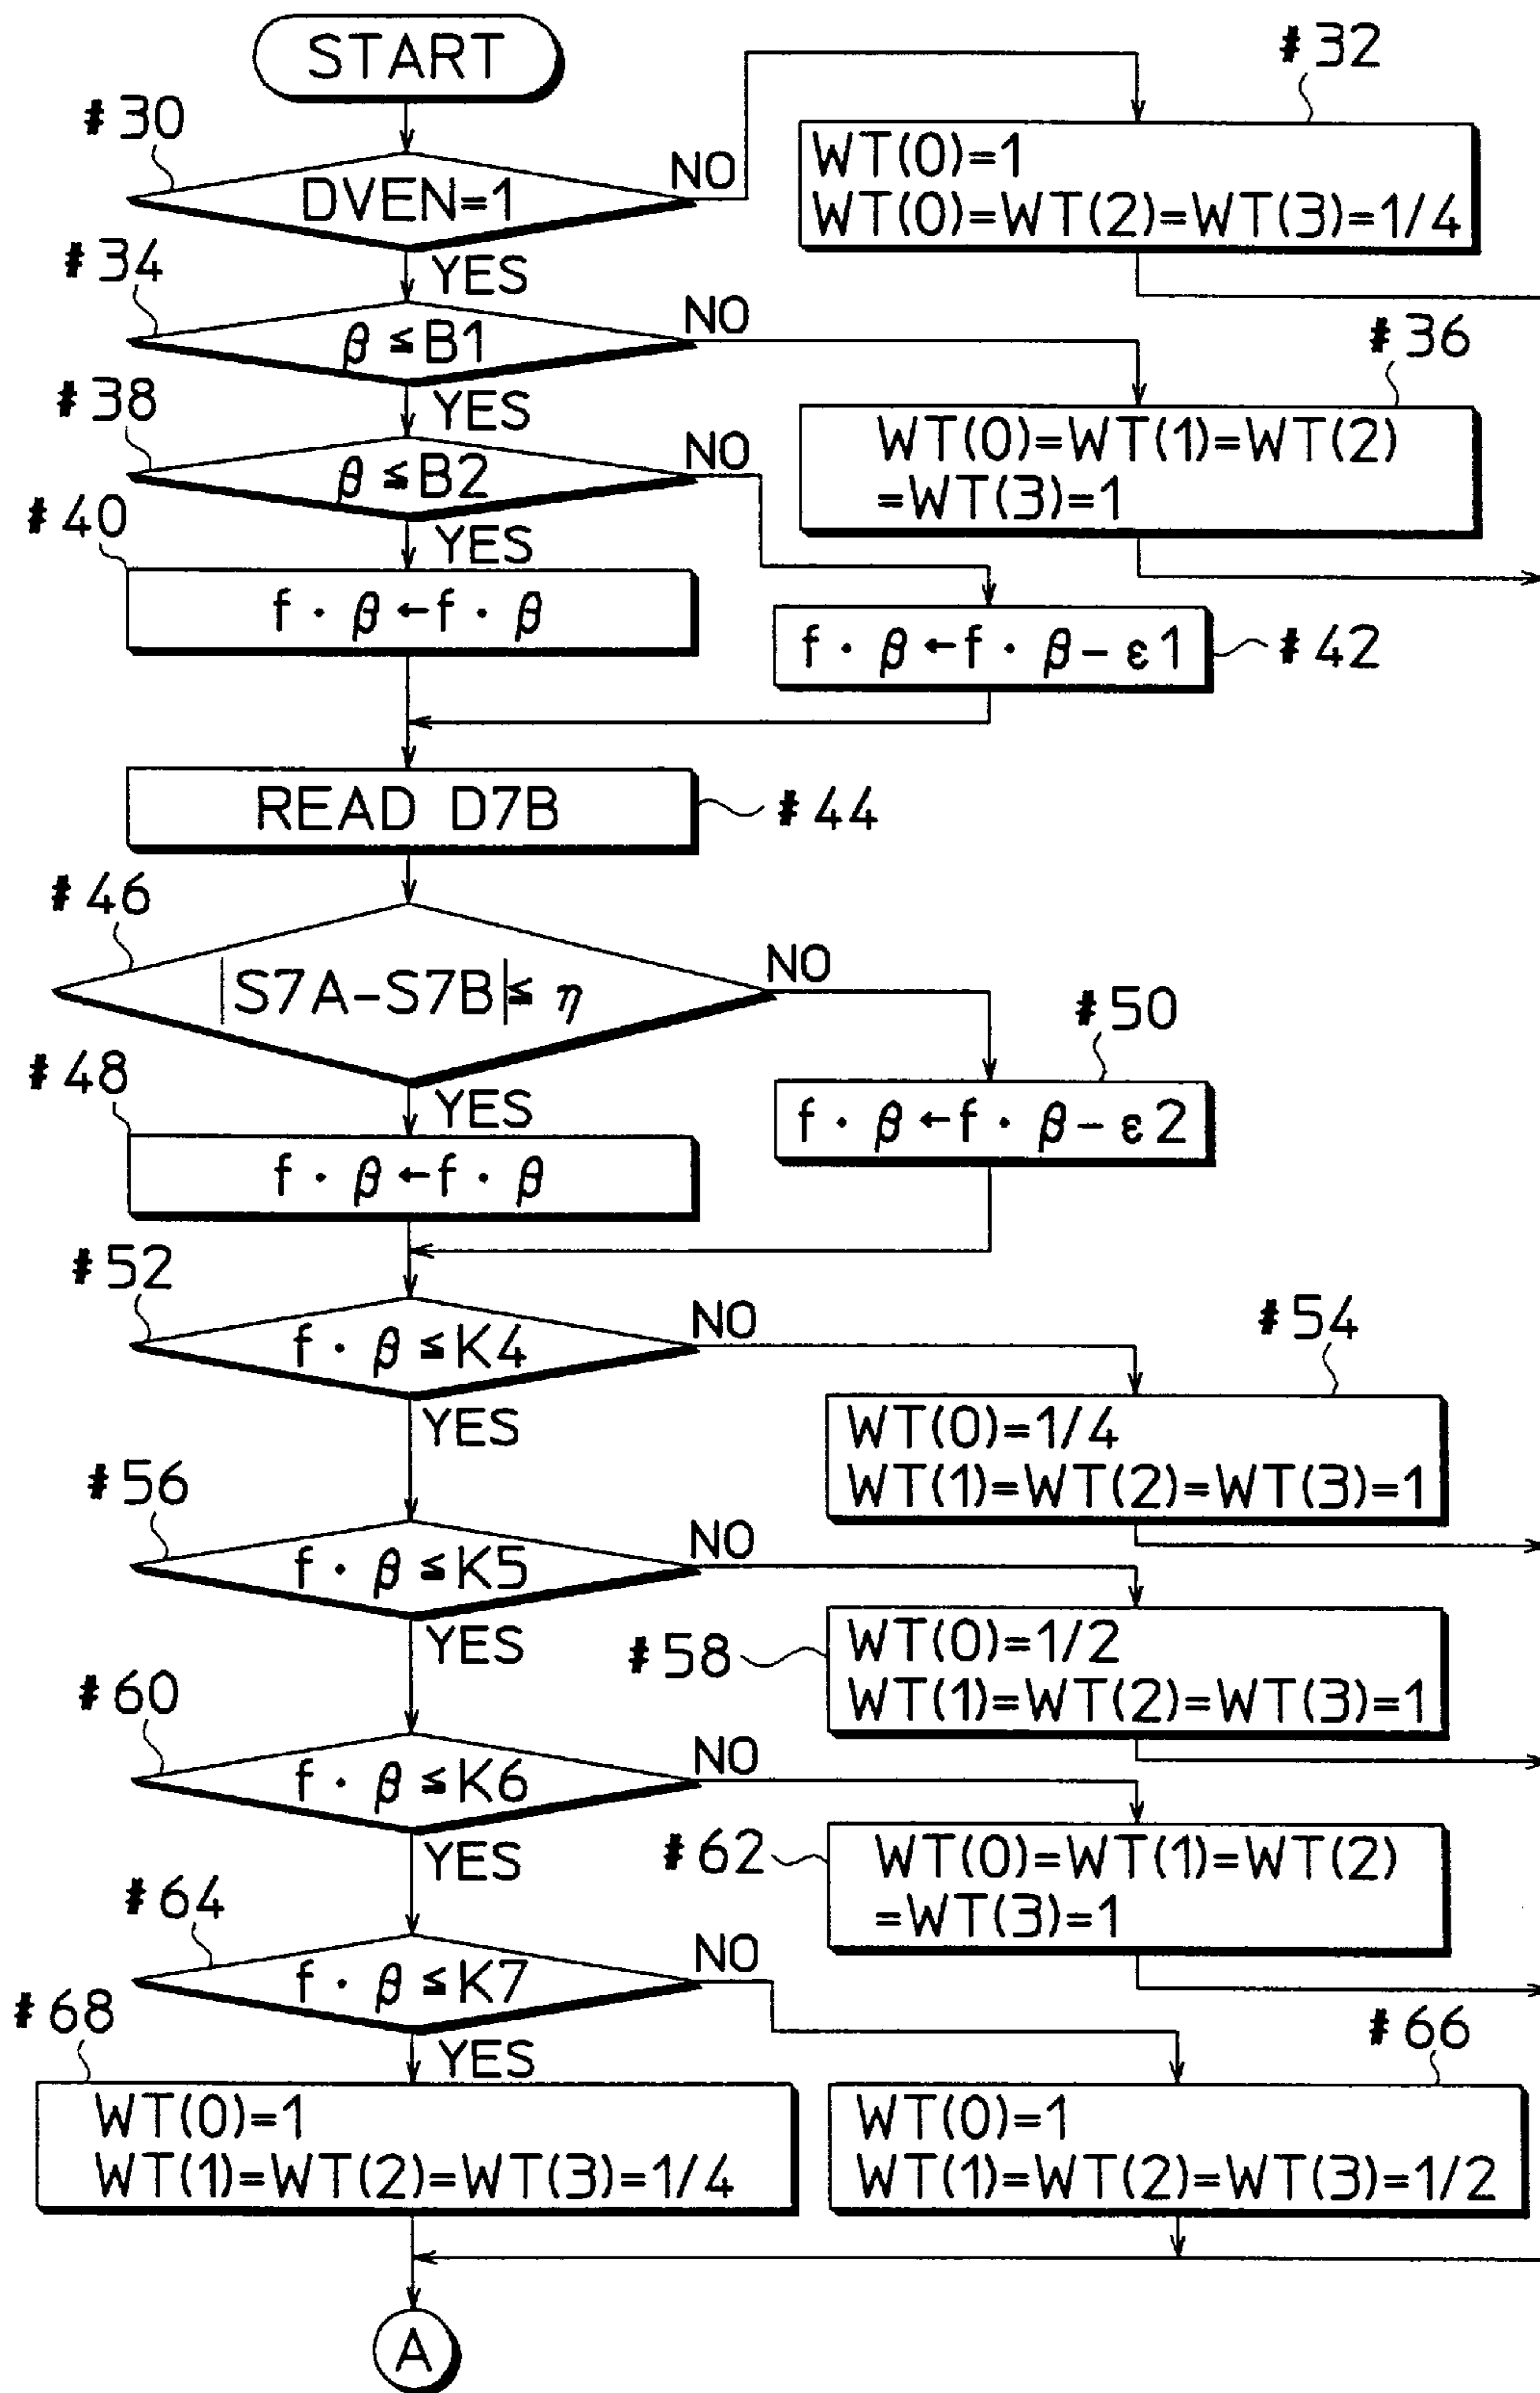 START
#30
DVEN=1
NO
YES
#32
WT(0)=1
WT(0)=WT(2)=WT(3)=1/4
#34
β ≤ B1
NO
YES
#36
WT(0)=WT(1)=WT(2)
=WT(3)=1
#38
β ≤ B2
NO
YES
#40
f · β ← f · β
f · β ← f · β − ε1
#42
READ D7B
#44
#46
|S7A−S7B| ≤ η
NO
YES
#48
f · β ← f · β
#50
f · β ← f · β − ε2
#52
f · β ≤ K4
NO
YES
#54
WT(0)=1/4
WT(1)=WT(2)=WT(3)=1
#56
f · β ≤ K5
NO
YES
#58
WT(0)=1/2
WT(1)=WT(2)=WT(3)=1
#60
f · β ≤ K6
NO
YES
#62
WT(0)=WT(1)=WT(2)
=WT(3)=1
#64
f · β ≤ K7
NO
YES
#68
WT(0)=1
WT(1)=WT(2)=WT(3)=1/4
#66
WT(0)=1
WT(1)=WT(2)=WT(3)=1/2
A